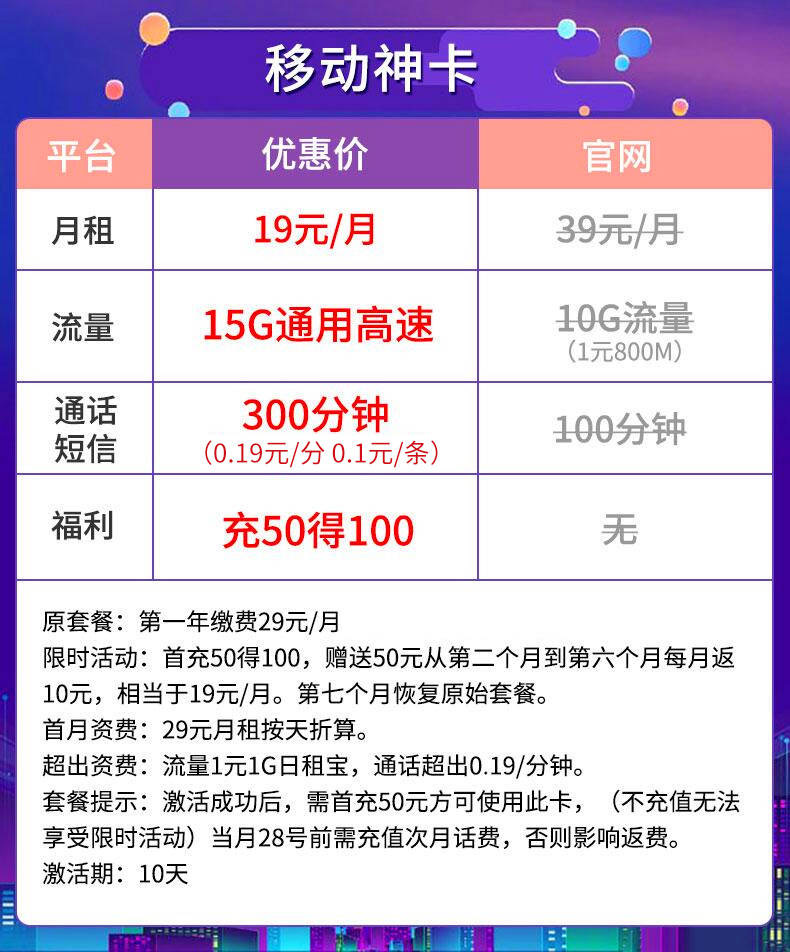 移动神卡
平台 优惠价 官网
月租 19元/月 39元/月
流量 15G通用高速 10G流量
（1元800M）
通话 300分钟 100分钟
短信 （0.19元/分 0.1元/条）
福利 充50得100 无
原套餐：第一年缴费29元/月
限时活动：首充50得100，赠送50元从第二个月到第六个月每月返
10元，相当于19元/月。第七个月恢复原始套餐。
首月资费：29元月租按天折算。
超出资费：流量1元1G日租宝，通话超出0.19/分钟。
套餐提示：激活成功后，需首充50元方可使用此卡，（不充值无法
享受限时活动）当月28号前需充值次月话费，否则影响返费。
激活期：10天